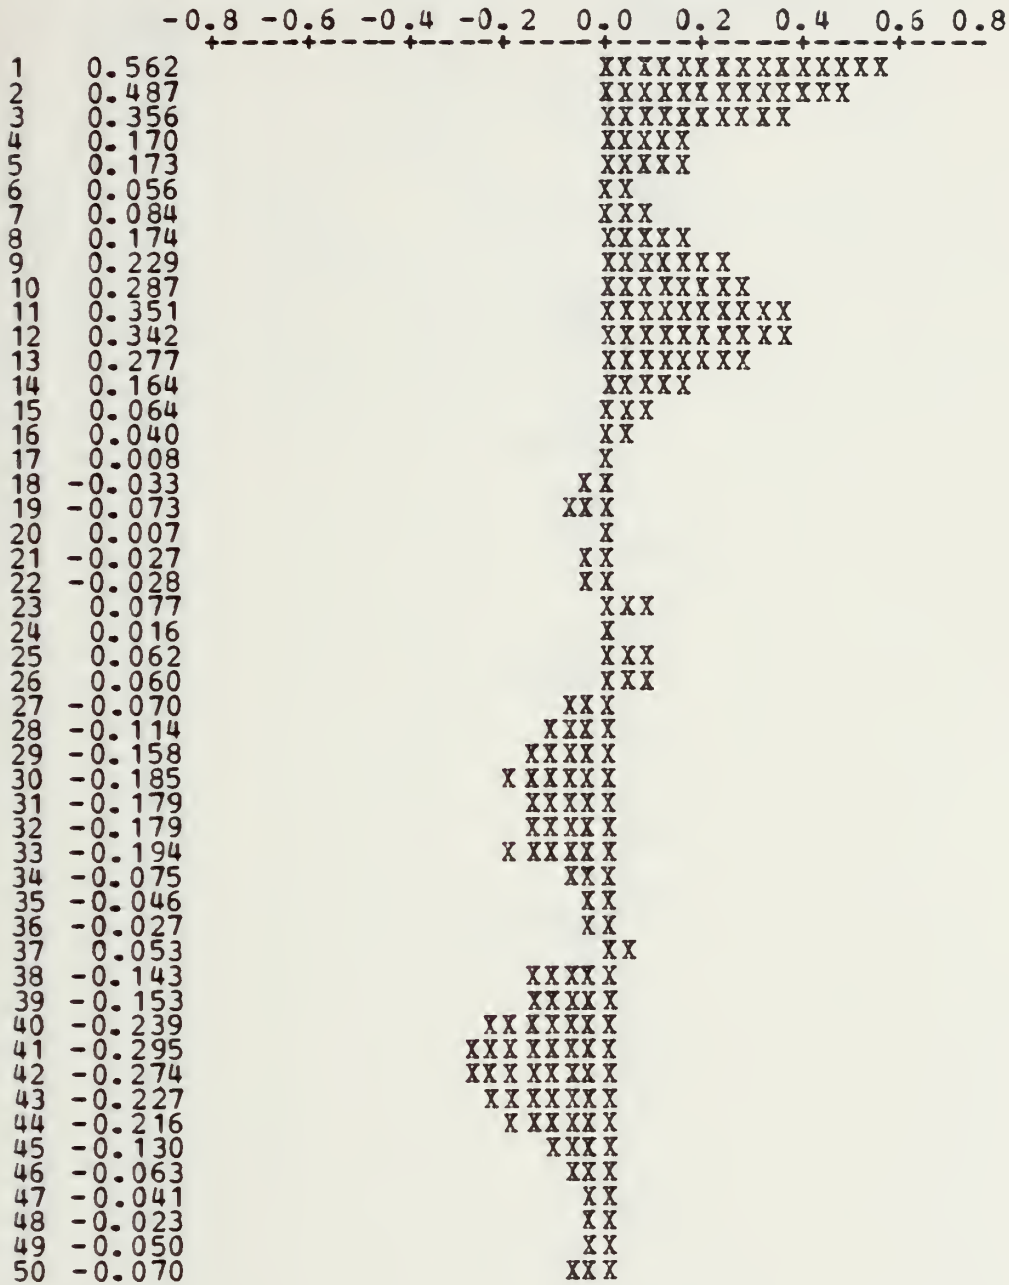 -0.8 -0.6 -0.4 -0.2 0.0 0.2 0.4 0.6 0.8
+----+----+----+----+----+----+----+----
1 0.562 XXXXXXXXXXXXXXX
2 0.487 XXXXXXXXXXXXX
3 0.356 XXXXXXXXXX
4 0.170 XXXXX
5 0.173 XXXXX
6 0.056 XX
7 0.084 XXX
8 0.174 XXXXX
9 0.229 XXXXXXX
10 0.287 XXXXXXXX
11 0.351 XXXXXXXXXX
12 0.342 XXXXXXXXXX
13 0.277 XXXXXXXX
14 0.164 XXXXX
15 0.064 XXX
16 0.040 XX
17 0.008 X
18 -0.033 XX
19 -0.073 XXX
20 0.007 X
21 -0.027 XX
22 -0.028 XX
23 0.077 XXX
24 0.016 X
25 0.062 XXX
26 0.060 XXX
27 -0.070 XXX
28 -0.114 XXXX
29 -0.158 XXXXX
30 -0.185 XXXXXX
31 -0.179 XXXXX
32 -0.179 XXXXX
33 -0.194 XXXXXX
34 -0.075 XXX
35 -0.046 XX
36 -0.027 XX
37 0.053 XX
38 -0.143 XXXXX
39 -0.153 XXXXX
40 -0.239 XXXXXXX
41 -0.295 XXXXXXXX
42 -0.274 XXXXXXXX
43 -0.227 XXXXXXX
44 -0.216 XXXXXX
45 -0.130 XXXX
46 -0.063 XXX
47 -0.041 XX
48 -0.023 XX
49 -0.050 XX
50 -0.070 XXX